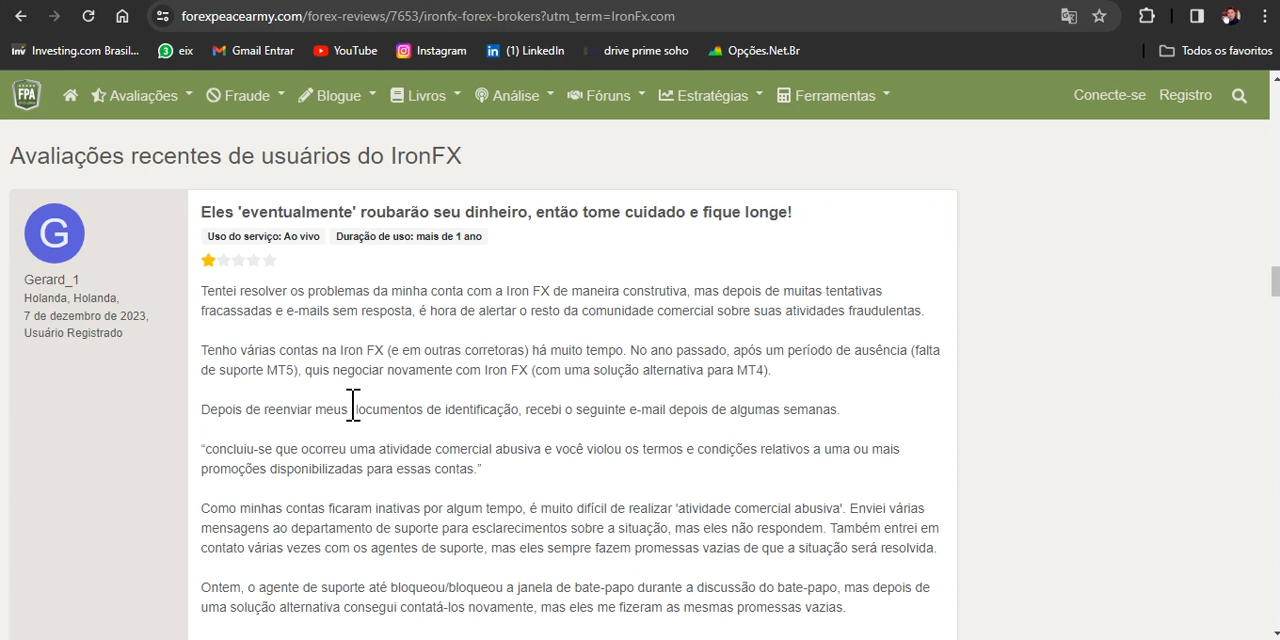 forexpeacearmy.com/forex-reviews/7653/ironfx-forex-brokers?utm_term=IronFx.com
inv Investing.com Brasil... 3 eix Gmail Entrar YouTube Instagram in (1) LinkedIn drive prime soho Opções.Net.Br Todos os favoritos
FPA Avaliações Fraude Blogue Livros Análise Fóruns Estratégias Ferramentas Conecte-se Registro
Avaliações recentes de usuários do IronFX
G
Gerard_1
Holanda, Holanda,
7 de dezembro de 2023,
Usuário Registrado
Eles 'eventualmente' roubarão seu dinheiro, então tome cuidado e fique longe!
Uso do serviço: Ao vivo Duração de uso: mais de 1 ano
Tentei resolver os problemas da minha conta com a Iron FX de maneira construtiva, mas depois de muitas tentativas
fracassadas e e-mails sem resposta, é hora de alertar o resto da comunidade comercial sobre suas atividades fraudulentas.
Tenho várias contas na Iron FX (e em outras corretoras) há muito tempo. No ano passado, após um período de ausência (falta
de suporte MT5), quis negociar novamente com Iron FX (com uma solução alternativa para MT4).
Depois de reenviar meus documentos de identificação, recebi o seguinte e-mail depois de algumas semanas.
“concluiu-se que ocorreu uma atividade comercial abusiva e você violou os termos e condições relativos a uma ou mais
promoções disponibilizadas para essas contas.”
Como minhas contas ficaram inativas por algum tempo, é muito difícil de realizar 'atividade comercial abusiva'. Enviei várias
mensagens ao departamento de suporte para esclarecimentos sobre a situação, mas eles não respondem. Também entrei em
contato várias vezes com os agentes de suporte, mas eles sempre fazem promessas vazias de que a situação será resolvida.
Ontem, o agente de suporte até bloqueou/bloqueou a janela de bate-papo durante a discussão do bate-papo, mas depois de
uma solução alternativa consegui contatá-los novamente, mas eles me fizeram as mesmas promessas vazias.